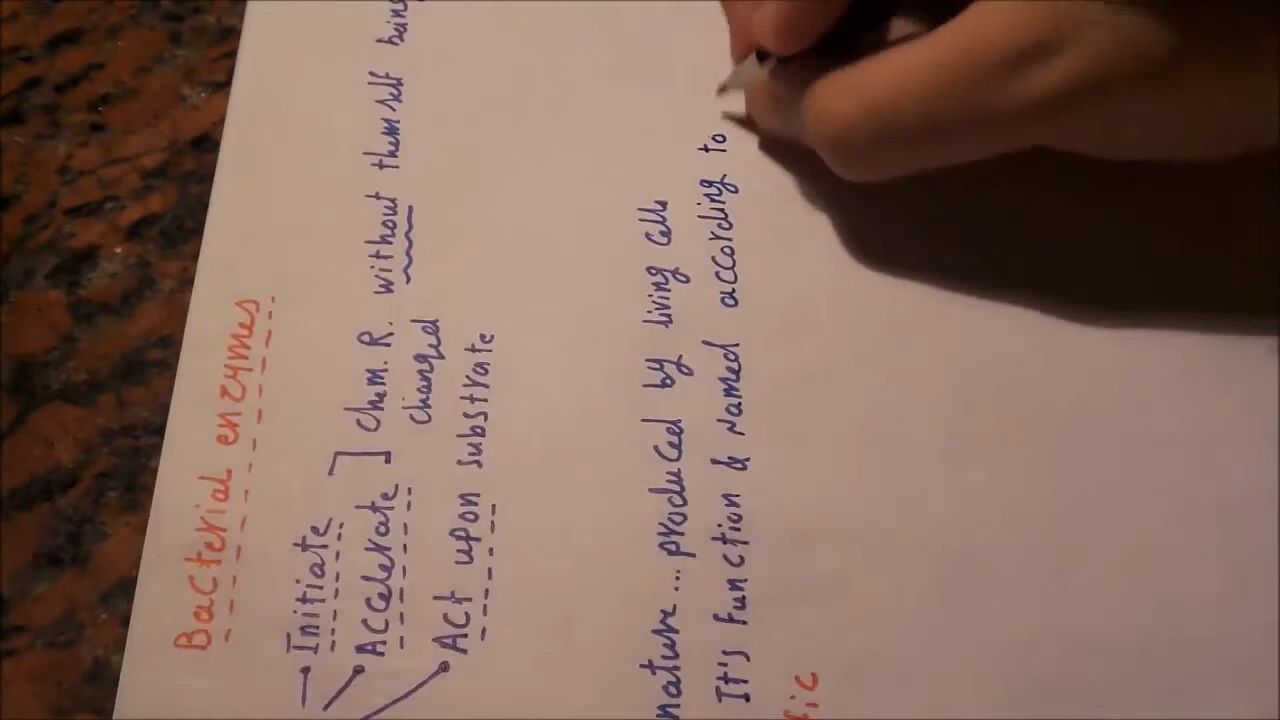 Bacterial enzymes
Initiate
Accelerate ] Chem. R. without themself being
changed
Act upon substrate
nature... produced by living cells
It's function & Named according to
fic